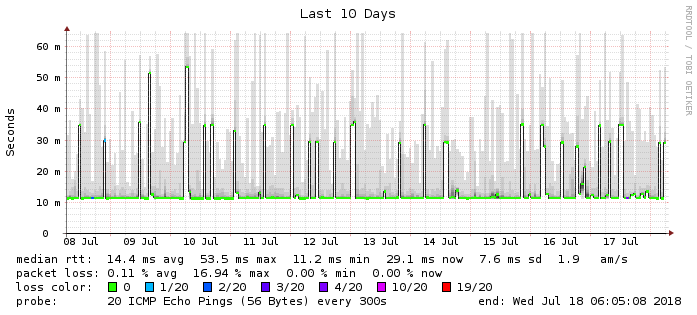 Last 10 Days
RRDTOOL / TOBI OETIKER
Seconds
60 m
50 m
40 m
30 m
20 m
10 m
0
08 Jul 09 Jul 10 Jul 11 Jul 12 Jul 13 Jul 14 Jul 15 Jul 16 Jul 17 Jul
median rtt: 14.4 ms avg 53.5 ms max 11.2 ms min 29.1 ms now 7.6 ms sd 1.9 am/s
packet loss: 0.11 % avg 16.94 % max 0.00 % min 0.00 % now
loss color: 0 1/20 2/20 3/20 4/20 10/20 19/20
probe: 20 ICMP Echo Pings (56 Bytes) every 300s end: Wed Jul 18 06:05:08 2018